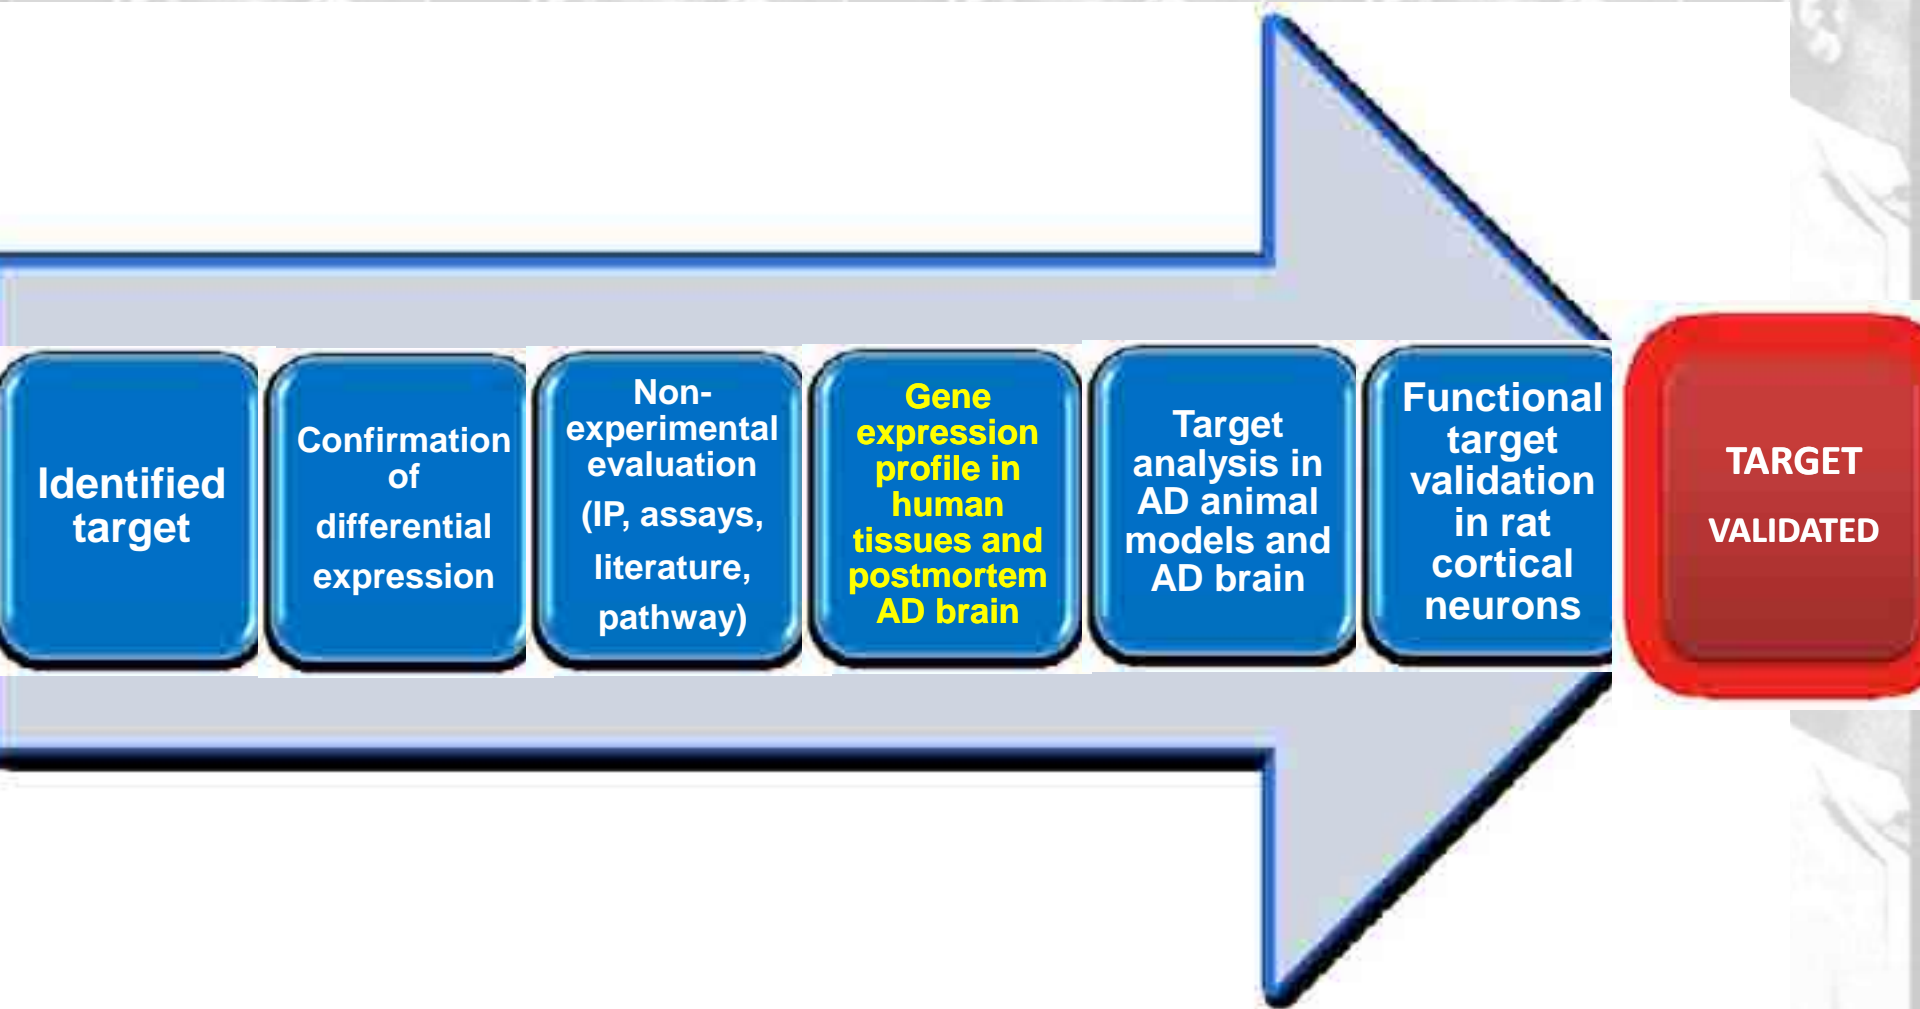 Identified
target
Confirmation
of
differential
expression
Non-
experimental
evaluation
(IP, assays,
literature,
pathway)
Gene
expression
profile in
human
tissues and
postmortem
AD brain
Target
analysis in
AD animal
models and
AD brain
Functional
target
validation
in rat
cortical
neurons
TARGET
VALIDATED